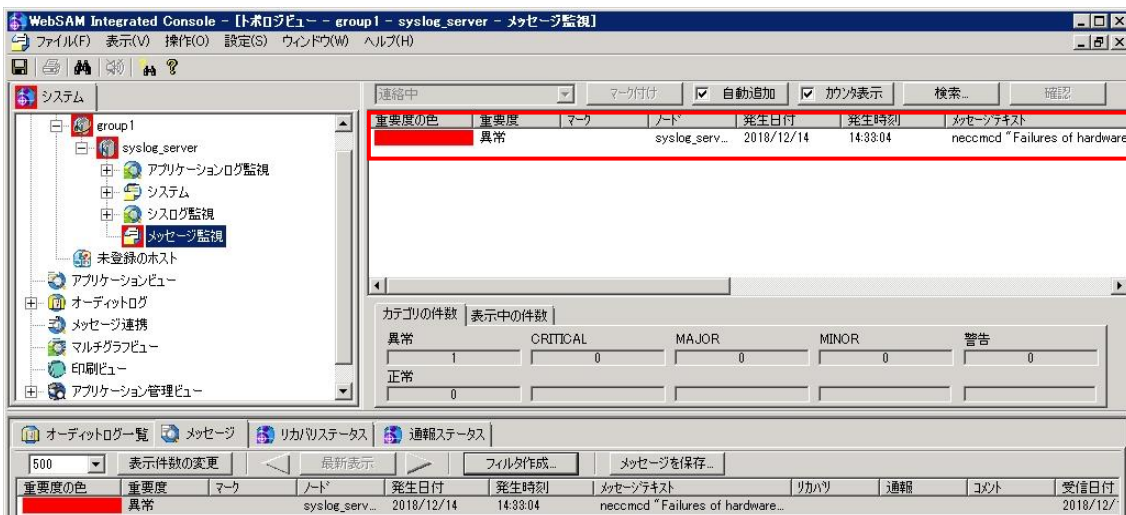 WebSAM Integrated Console - [トポロジビュー - group1 - syslog_server - メッセージ監視]
ファイル(F) 表示(V) 操作(O) 設定(S) ウィンドウ(W) ヘルプ(H)
システム
group1
syslog_server
アプリケーションログ監視
システム
シスログ監視
メッセージ監視
未登録のホスト
アプリケーションビュー
オーディットログ
メッセージ連携
マルチグラフビュー
印刷ビュー
アプリケーション管理ビュー
連絡中 マーク付け 自動追加 カウンタ表示 検索... 確認
重要度の色 重要度 マーク ノード 発生日付 発生時刻 メッセージテキスト
異常 syslog_serv... 2018/12/14 14:33:04 neccmcd "Failures of hardware
カテゴリの件数 表示中の件数
異常 CRITICAL MAJOR MINOR 警告
1 0 0 0 0
正常
0
オーディットログ一覧 メッセージ リカバリステータス 通報ステータス
500 表示件数の変更 最新表示 フィルタ作成... メッセージを保存...
重要度の色 重要度 マーク ノード 発生日付 発生時刻 メッセージテキスト リカバリ 通報 コメント 受信日付
異常 syslog_serv... 2018/12/14 14:33:04 neccmcd "Failures of hardware... 2018/12/